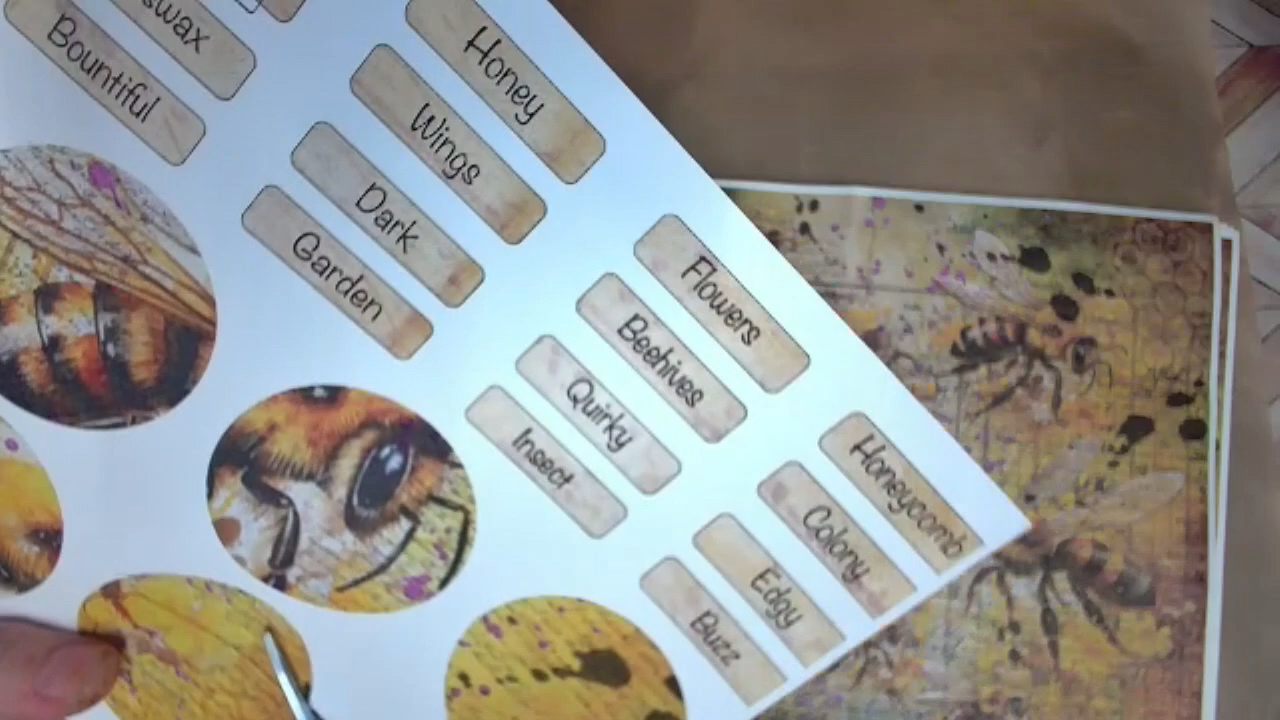 Bountiful
Honey
Wings
Dark
Garden
Flowers
Beehives
Quirky
Insect
Honeycomb
Colony
Edgy
Buzz